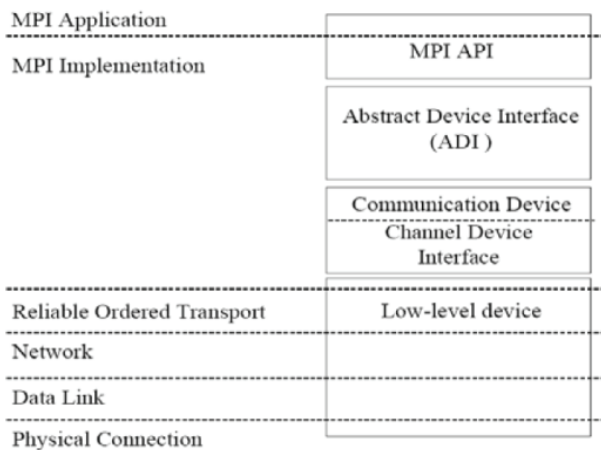 MPI Application
MPI Implementation
MPI API
Abstract Device Interface
(ADI )
Communication Device
Channel Device
Interface
Reliable Ordered Transport
Low-level device
Network
Data Link
Physical Connection